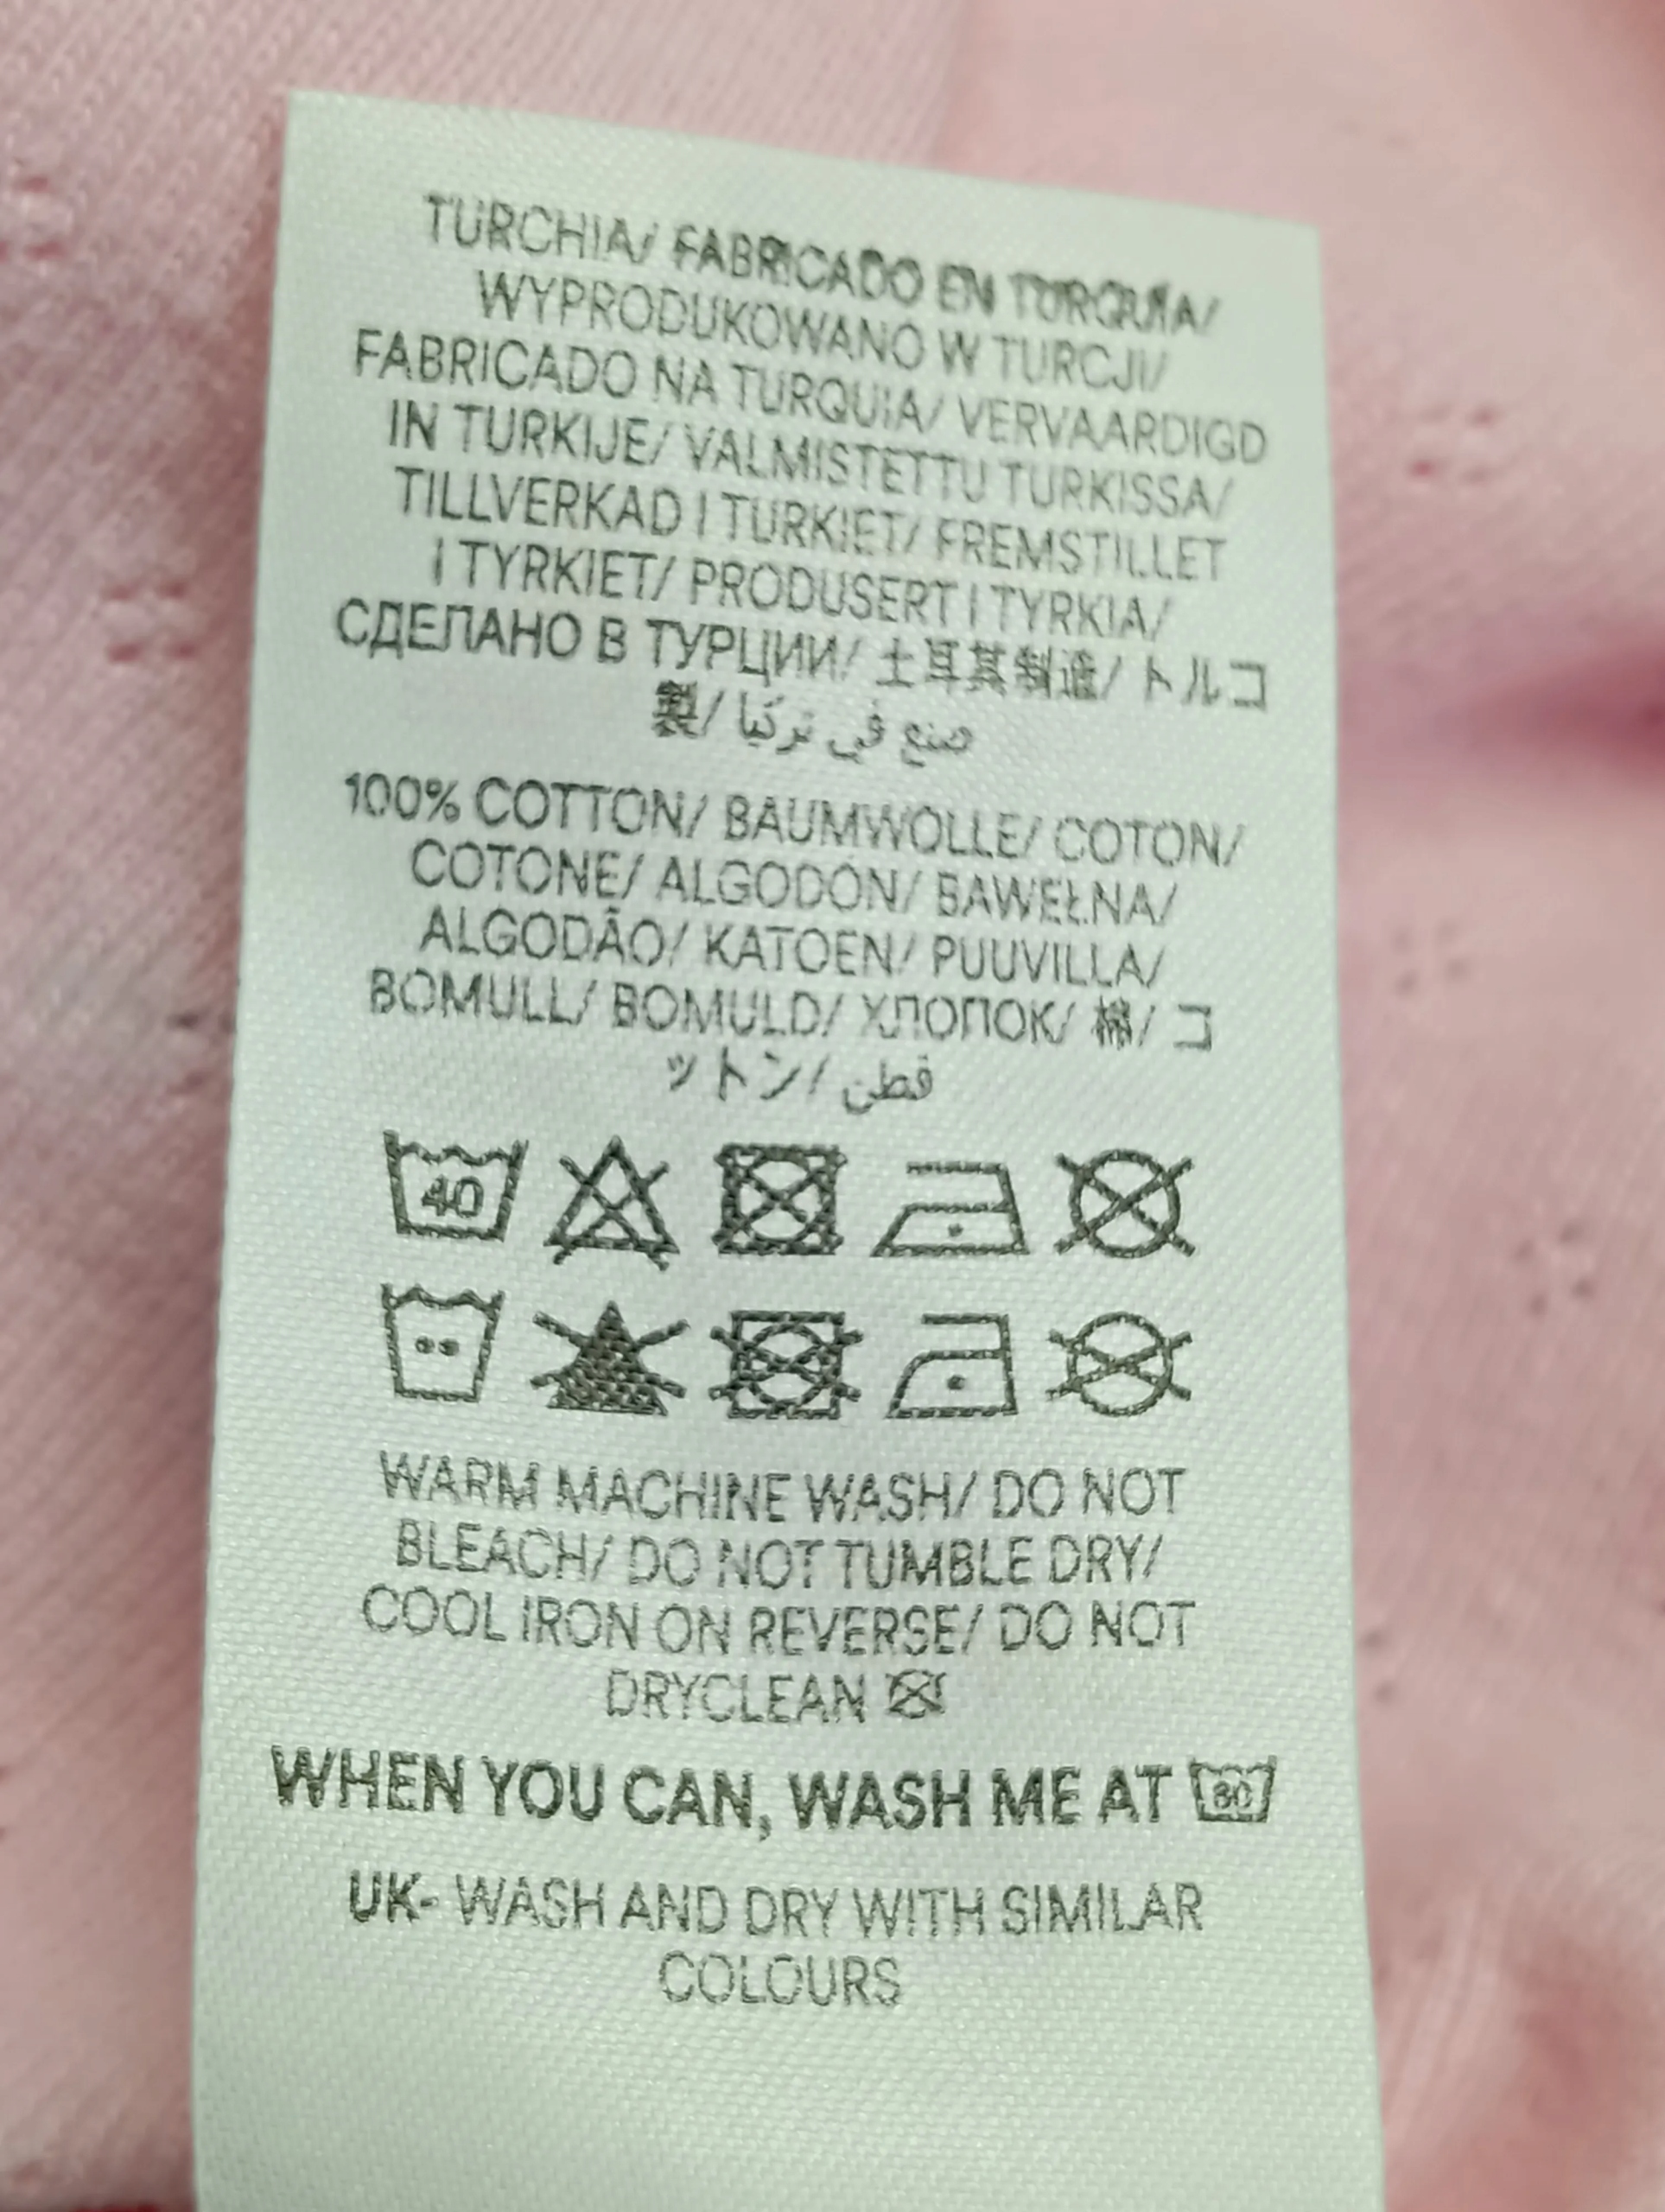 TURCHIA/ FABRICADO EN TURQUÍA/
WYPRODUKOWANO W TURCJI/
FABRICADO NA TURQUIA/ VERVAARDIGD
IN TURKIJE/ VALMISTETTU TURKISSA/
TILLVERKAD I TURKIET/ FREMSTILLET
I TYRKIET/ PRODUSERT I TYRKIA/
СДЕЛАНО В ТУРЦИИ/ 土耳其制造/ トルコ
製/ صنع في تركيا
100% COTTON/ BAUMWOLLE/ COTON/
COTONE/ ALGODÓN/ BAWEŁNA/
ALGODÃO/ KATOEN/ PUUVILLA/
BOMULL/ BOMULD/ ХЛОПОК/ 棉/ コ
ットン/ قطن
40
WARM MACHINE WASH/ DO NOT
BLEACH/ DO NOT TUMBLE DRY/
COOL IRON ON REVERSE/ DO NOT
DRYCLEAN
WHEN YOU CAN, WASH ME AT 30
UK- WASH AND DRY WITH SIMILAR
COLOURS